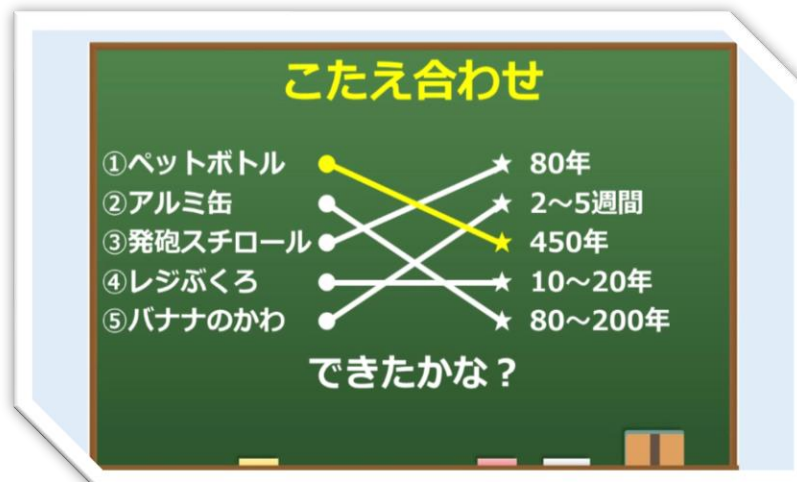 こたえ合わせ
①ペットボトル 80年
②アルミ缶 2〜5週間
③発砲スチロール 450年
④レジぶくろ 10〜20年
⑤バナナのかわ 80〜200年
できたかな？